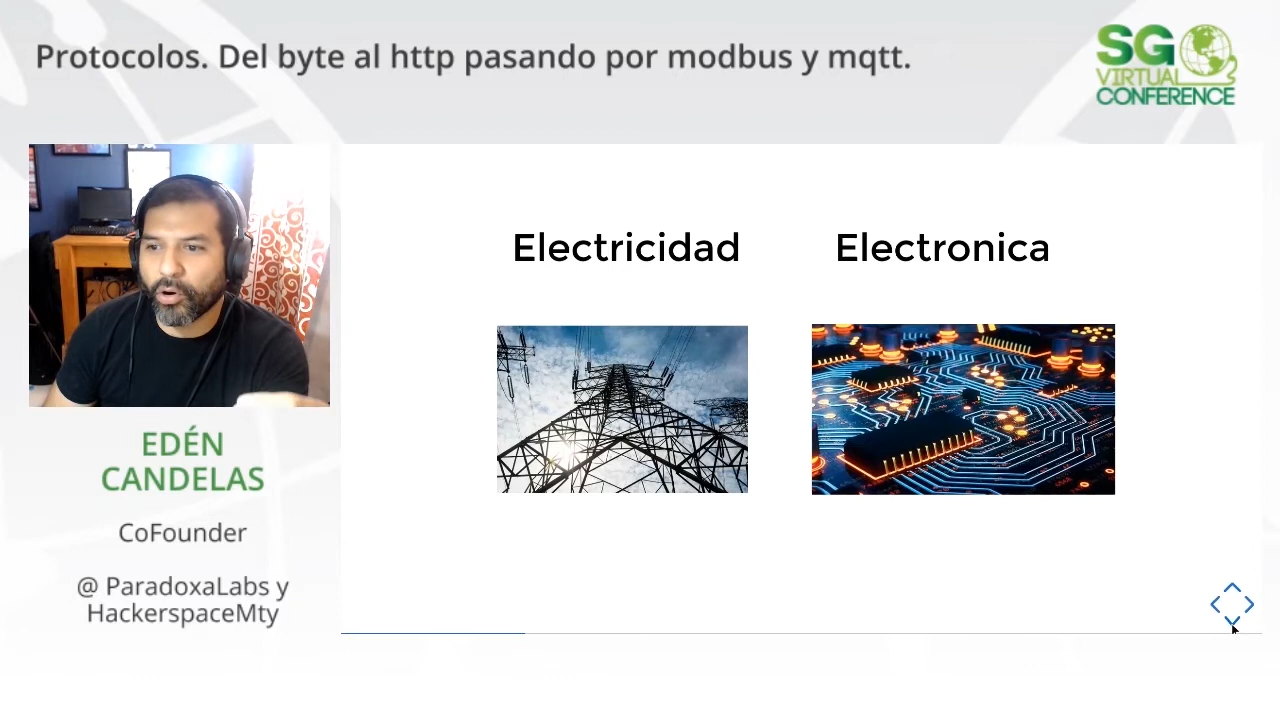 Protocolos. Del byte al http pasando por modbus y mqtt.
SG
VIRTUAL
CONFERENCE
Electricidad
Electronica
EDÉN
CANDELAS
CoFounder
@ ParadoxaLabs y
HackerspaceMty